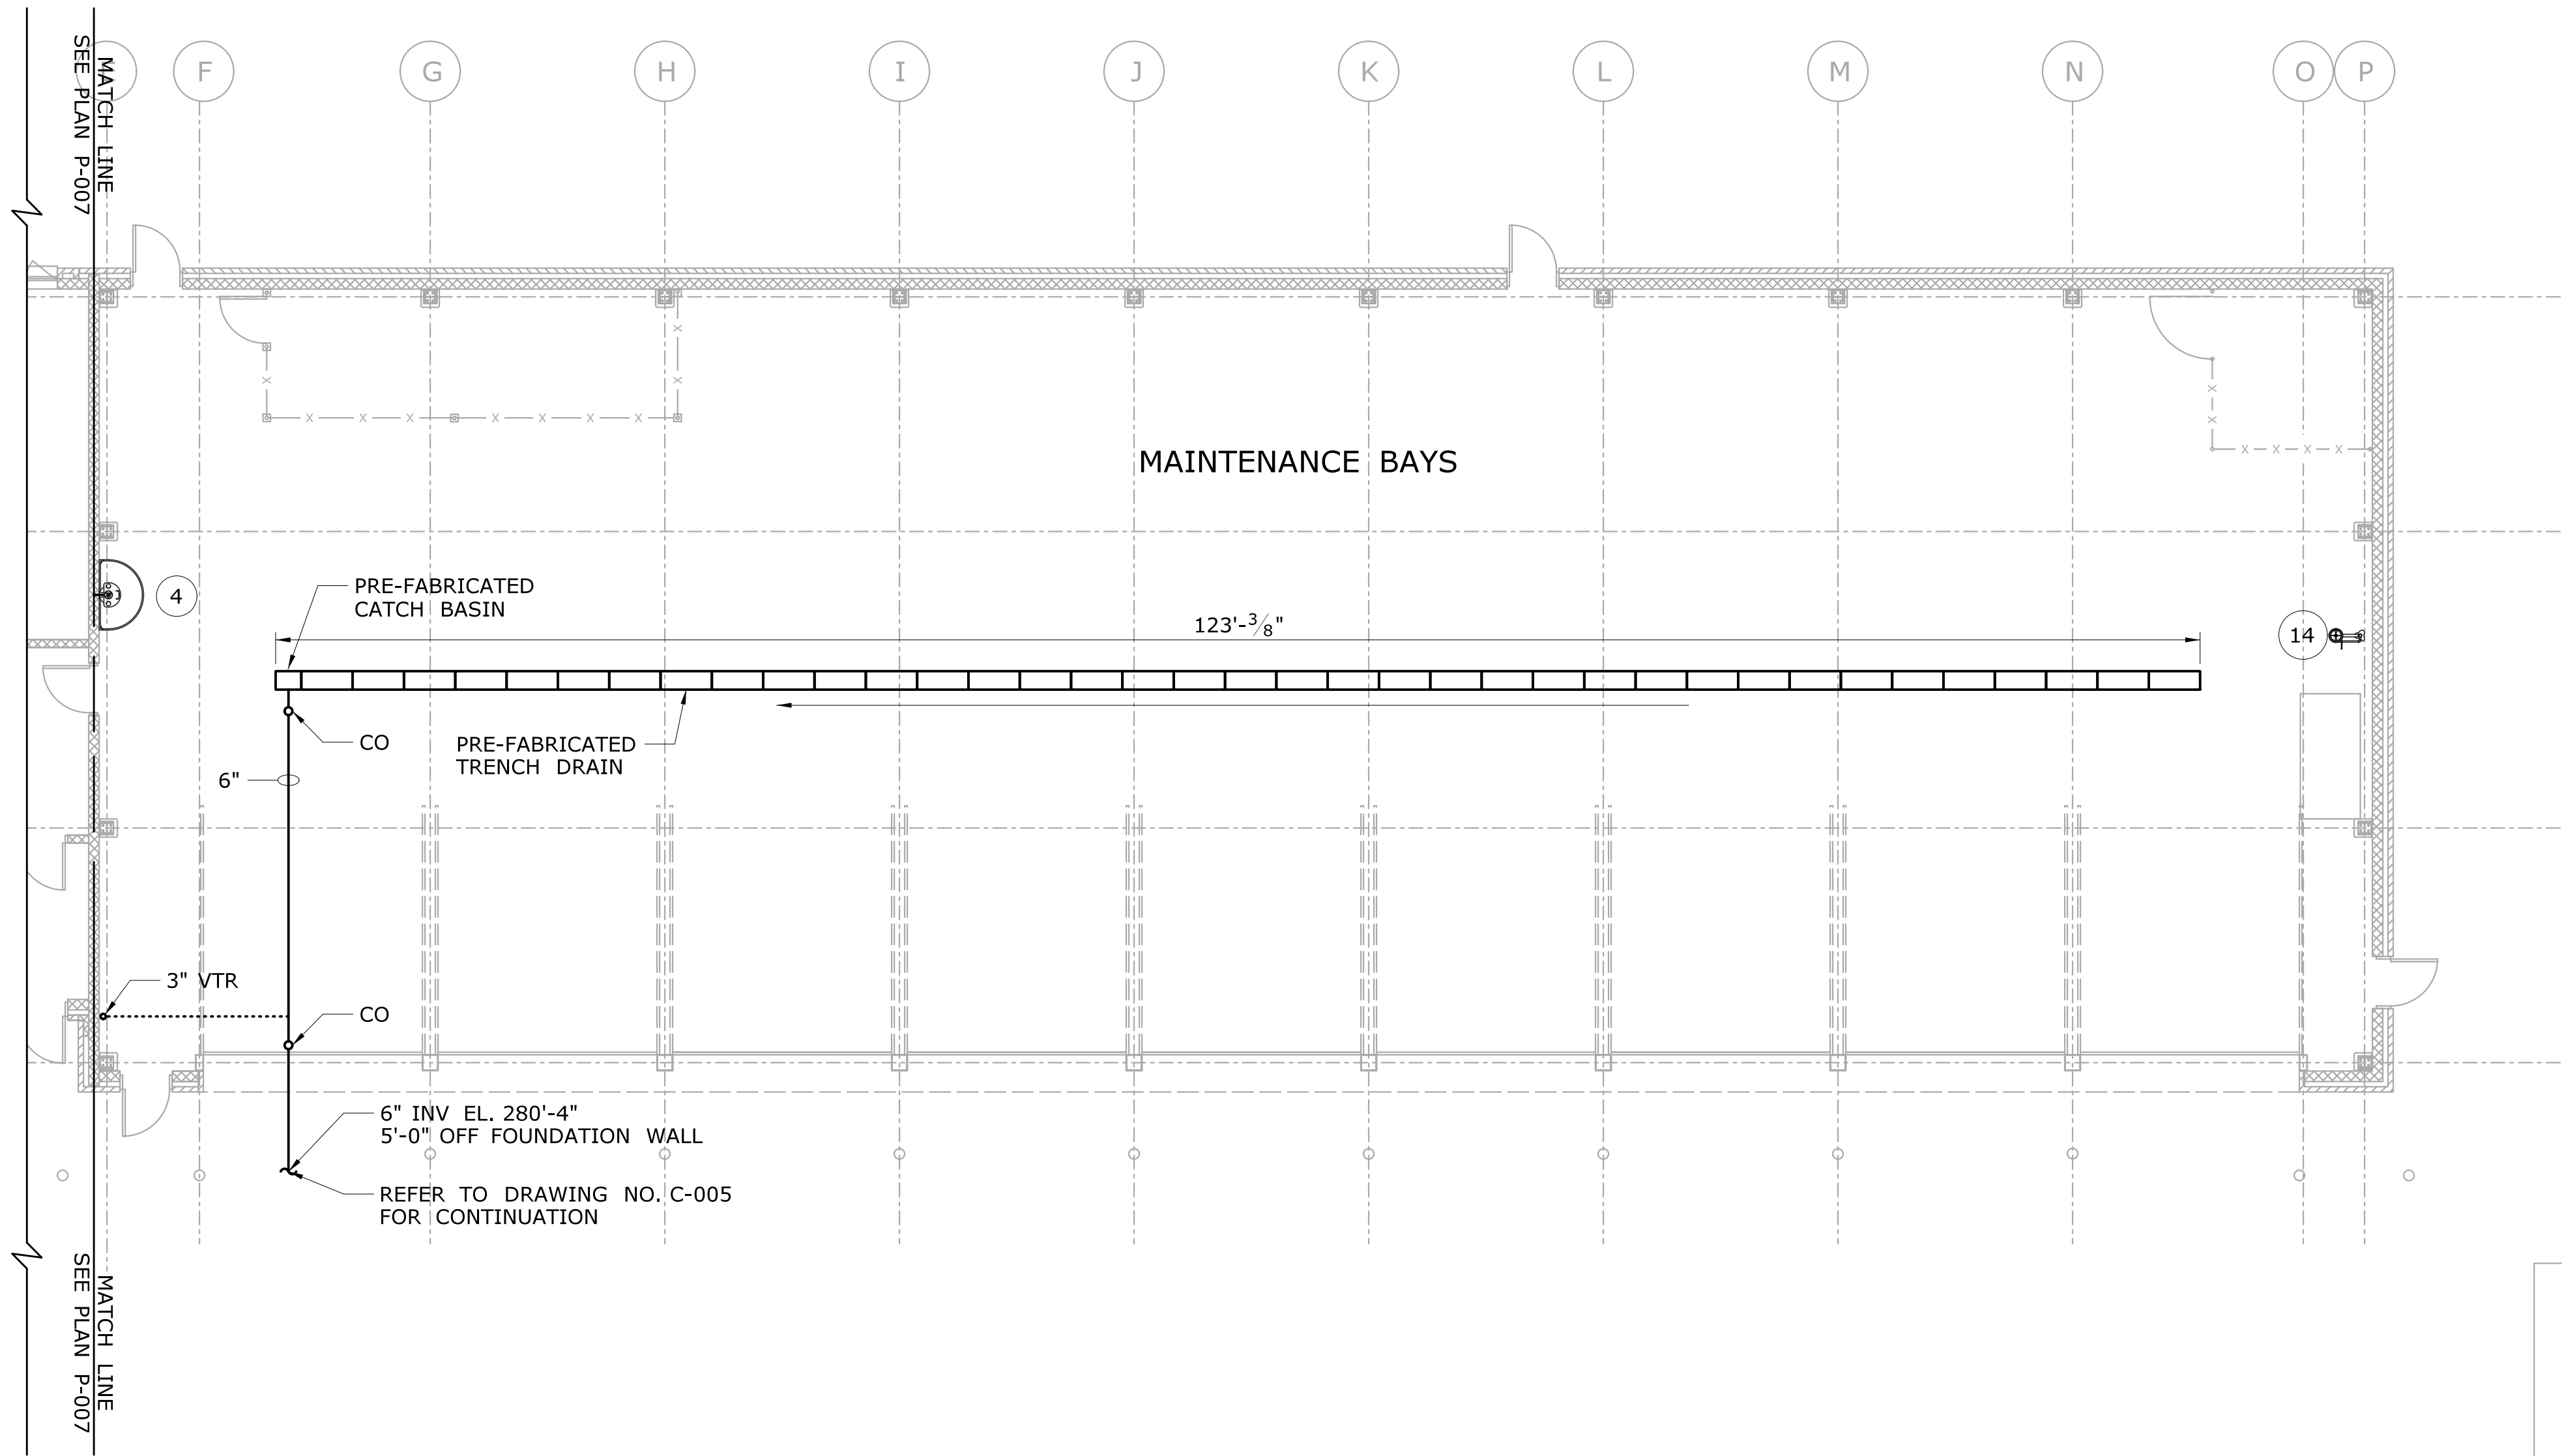 MATCH LINE
SEE PLAN P-007
F
G
H
I
J
K
L
M
N
O
P
MAINTENANCE BAYS
PRE-FABRICATED
CATCH BASIN
4
123'-3/8"
14
CO
PRE-FABRICATED
TRENCH DRAIN
6"
3" VTR
CO
6" INV EL. 280'-4"
5'-0" OFF FOUNDATION WALL
REFER TO DRAWING NO. C-005
FOR CONTINUATION
MATCH LINE
SEE PLAN P-007